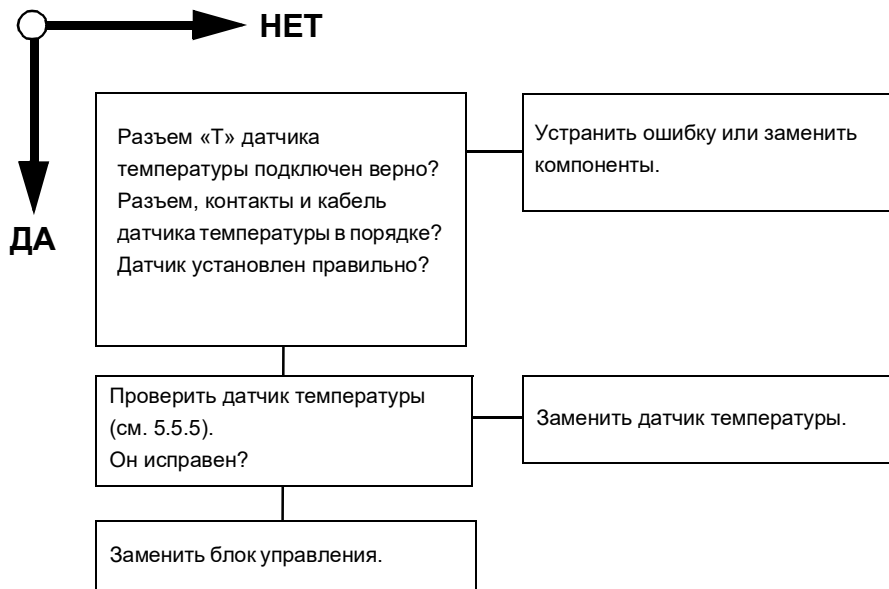 НЕТ
ДА
Разъем «Т» датчика
температуры подключен верно?
Разъем, контакты и кабель
датчика температуры в порядке?
Датчик установлен правильно?
Устранить ошибку или заменить
компоненты.
Проверить датчик температуры
(см. 5.5.5).
Он исправен?
Заменить датчик температуры.
Заменить блок управления.